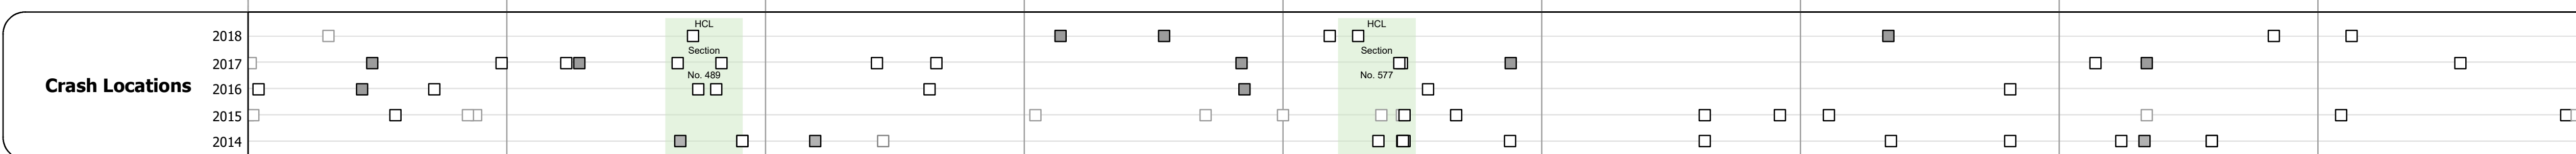 Crash Locations
2018
2017
2016
2015
2014
HCL
Section
No. 489
HCL
Section
No. 577